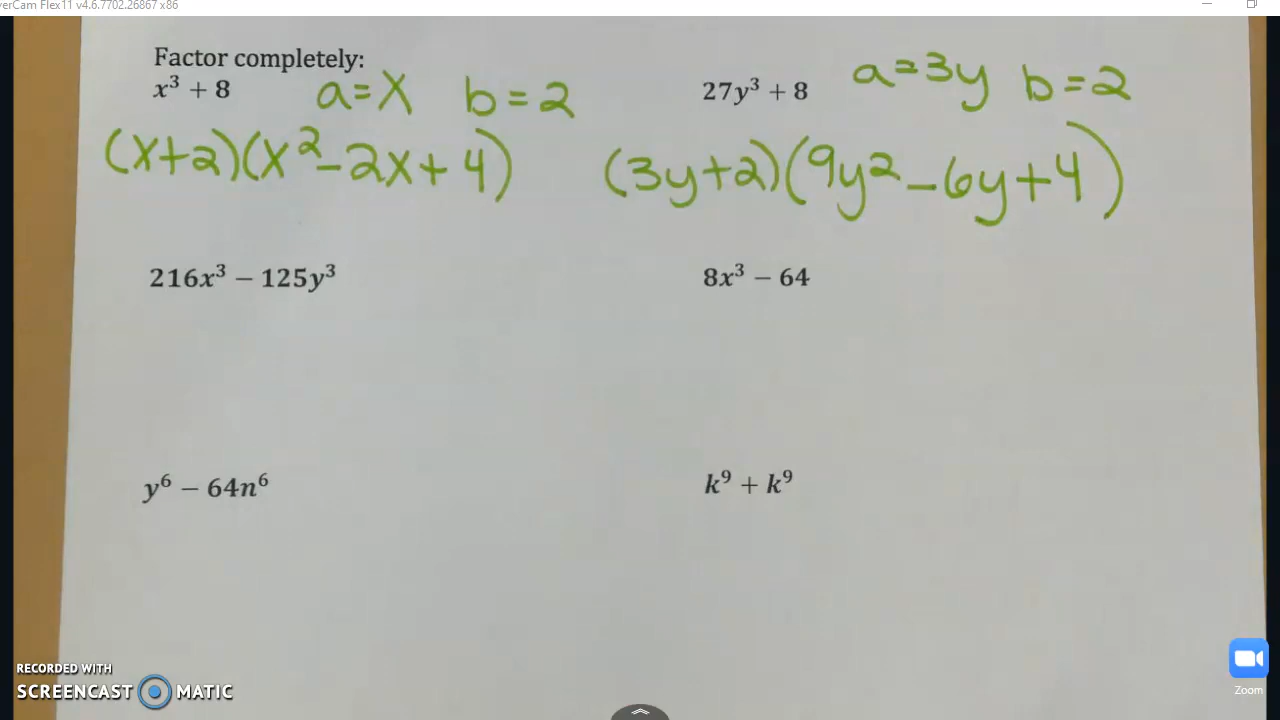 erCam Flex11 v4.6.7702.26867 x86
Factor completely:
x³ + 8 a=x b=2
(x+2)(x²-2x+4)
27y³ + 8 a=3y b=2
(3y+2)(9y²-6y+4)
216x³ − 125y³
8x³ − 64
y⁶ − 64n⁶
k⁹ + k⁹
RECORDED WITH
SCREENCAST MATIC
Zoom